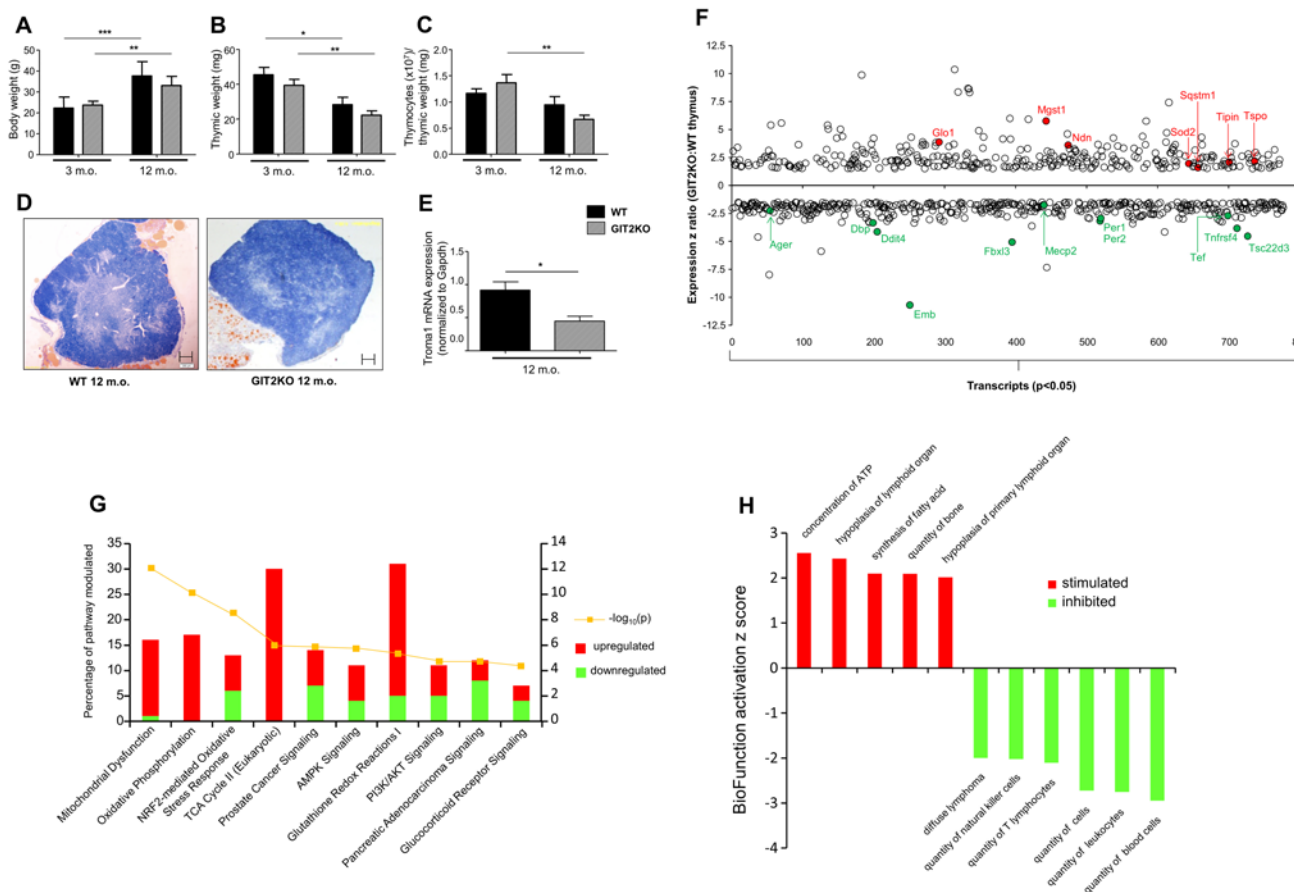 A
Body weight (g)
50
40
30
20
10
0
***
**
3 m.o.
12 m.o.
B
Thymic weight (mg)
60
40
20
0
*
**
3 m.o.
12 m.o.
C
Thymocytes (x10⁷)/
thymic weight (mg)
2.0
1.5
1.0
0.5
0.0
**
3 m.o.
12 m.o.
D
WT 12 m.o.
GIT2KO 12 m.o.
E
WT
GIT2KO
Troma1 mRNA expression
(normalized to Gapdh)
1.5
1.0
0.5
0.0
*
12 m.o.
F
Expression z ratio (GIT2KO:WT thymus)
12.5
10
7.5
5
2.5
0
-2.5
-5
-7.5
-10
-12.5
Glo1
Mgst1
Ndn
Sqstm1
Sod2
Tipin
Tspo
Ager
Dbp
Ddit4
Emb
Fbxl3
Mecp2
Per1
Per2
Tef
Tnfrsf4
Tsc22d3
0 100 200 300 400 500 600 700
Transcripts (p<0.05)
G
Percentage of pathway modulated
35
30
25
20
15
10
5
0
14
12
10
8
6
4
2
0
-log₁₀(p)
upregulated
downregulated
Mitochondrial Dysfunction
Oxidative Phosphorylation
NRF2-mediated Oxidative
Stress Response
TCA Cycle II (Eukaryotic)
Prostate Cancer Signaling
AMPK Signaling
Glutathione Redox Reactions I
PI3K/AKT Signaling
Pancreatic Adenocarcinoma Signaling
Glucocorticoid Receptor Signaling
H
BioFunction activation z score
3
2
1
0
-1
-2
-3
-4
concentration of ATP
hypoplasia of lymphoid organ
synthesis of fatty acid
quantity of bone
hypoplasia of primary lymphoid organ
stimulated
inhibited
diffuse lymphoma
quantity of natural killer cells
quantity of T lymphocytes
quantity of cells
quantity of leukocytes
quantity of blood cells